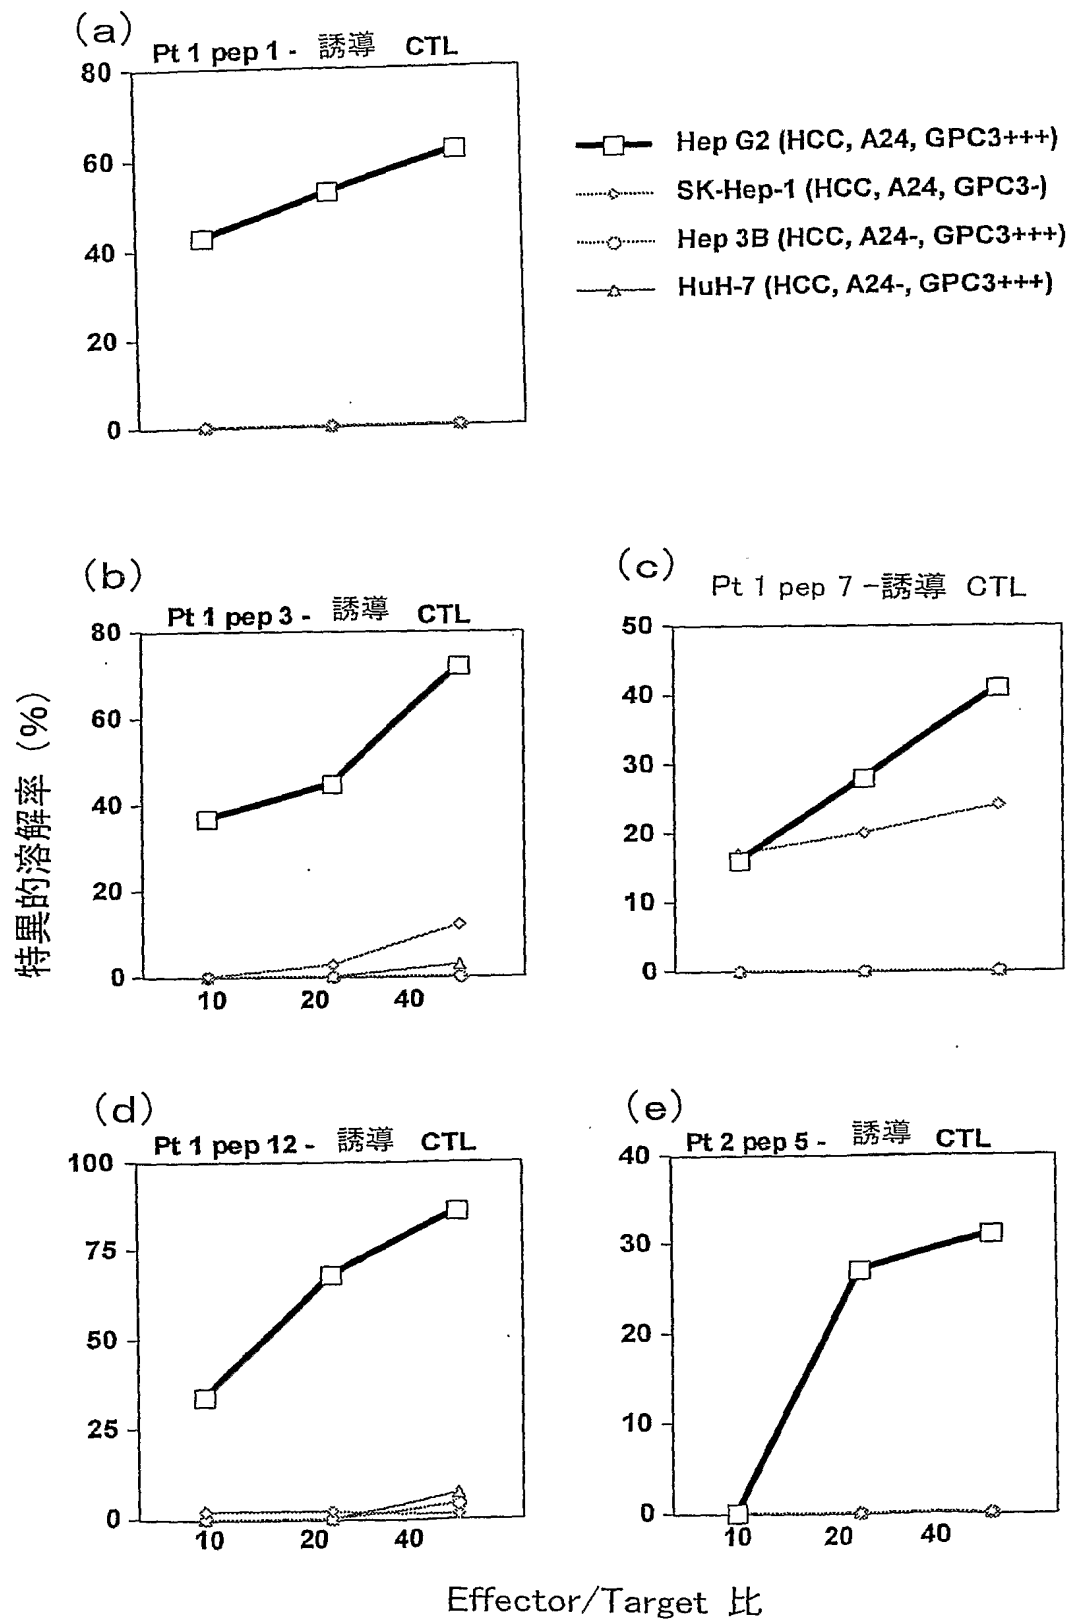 (a)
Pt 1 pep 1 - 誘導 CTL
80
60
40
20
0
Hep G2 (HCC, A24, GPC3+++)
SK-Hep-1 (HCC, A24, GPC3-)
Hep 3B (HCC, A24-, GPC3+++)
HuH-7 (HCC, A24-, GPC3+++)
特異的溶解率 (%)
(b)
Pt 1 pep 3 - 誘導 CTL
80
60
40
20
0
10 20 40
(c)
Pt 1 pep 7 -誘導 CTL
50
40
30
20
10
0
(d)
Pt 1 pep 12 - 誘導 CTL
100
75
50
25
0
10 20 40
(e)
Pt 2 pep 5 - 誘導 CTL
40
30
20
10
0
10 20 40
Effector/Target 比